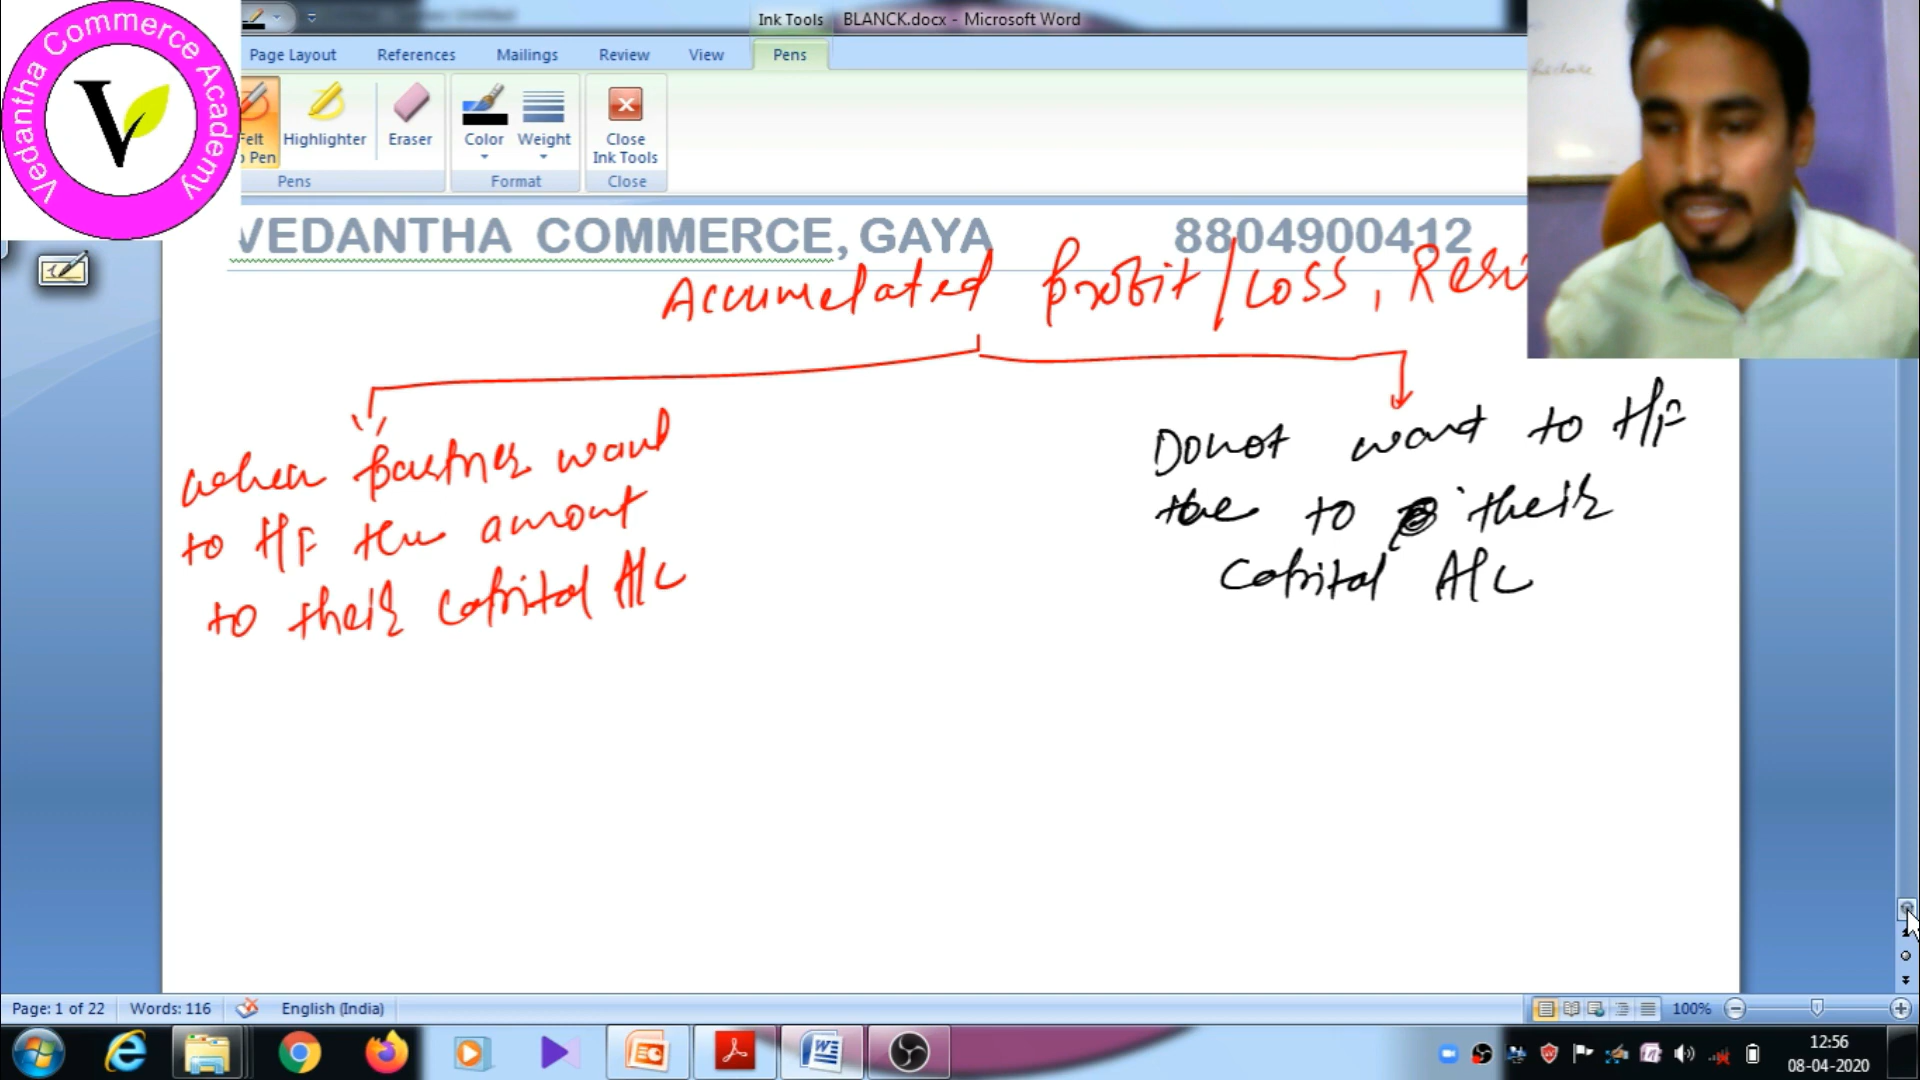 Vedantha Commerce Academy
V
Ink Tools BLANCK.docx - Microsoft Word
Page Layout References Mailings Review View Pens
Felt
Pen
Highlighter
Eraser
Color
Weight
Close
Ink Tools
Pens
Format
Close
VEDANTHA COMMERCE, GAYA 8804900412
Accumulated Profit/Loss, Res
when Partner want
to t/f the amout
to their capital A/c
Donot want to t/f
the to their
Capital A/c
Page: 1 of 22 Words: 116 English (India) 100%
12:56
08-04-2020